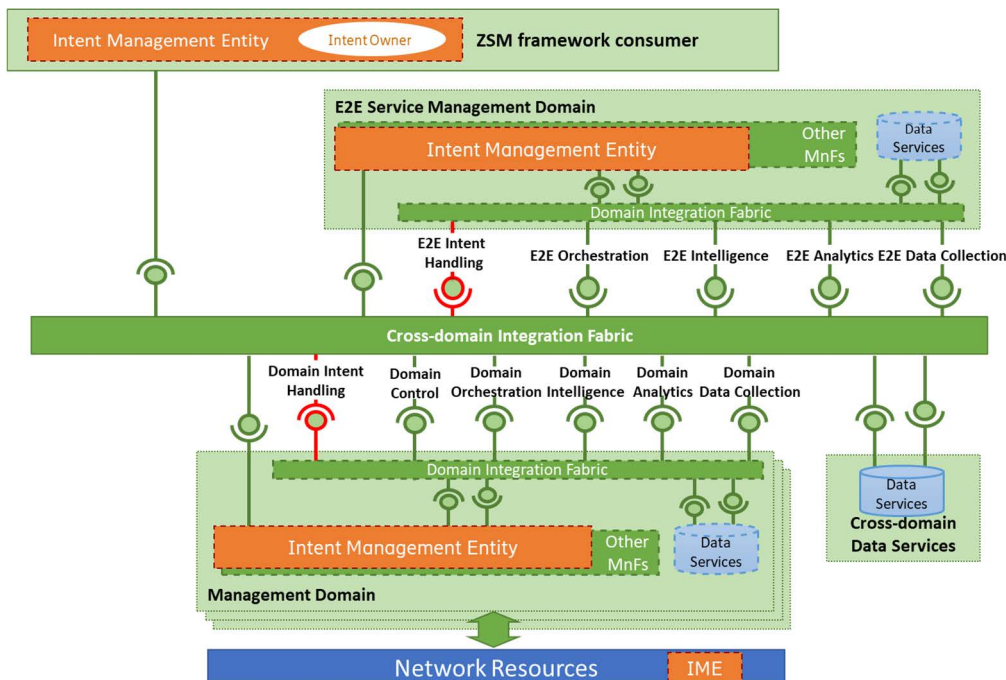 Intent Management Entity
Intent Owner
ZSM framework consumer
E2E Service Management Domain
Intent Management Entity
Other
MnFs
Data
Services
Domain Integration Fabric
E2E Intent
Handling
E2E Orchestration
E2E Intelligence
E2E Analytics
E2E Data Collection
Cross-domain Integration Fabric
Domain Intent
Handling
Domain
Control
Domain
Orchestration
Domain
Intelligence
Domain
Analytics
Domain
Data Collection
Domain Integration Fabric
Intent Management Entity
Other
MnFs
Data
Services
Management Domain
Data
Services
Cross-domain
Data Services
Network Resources
IME